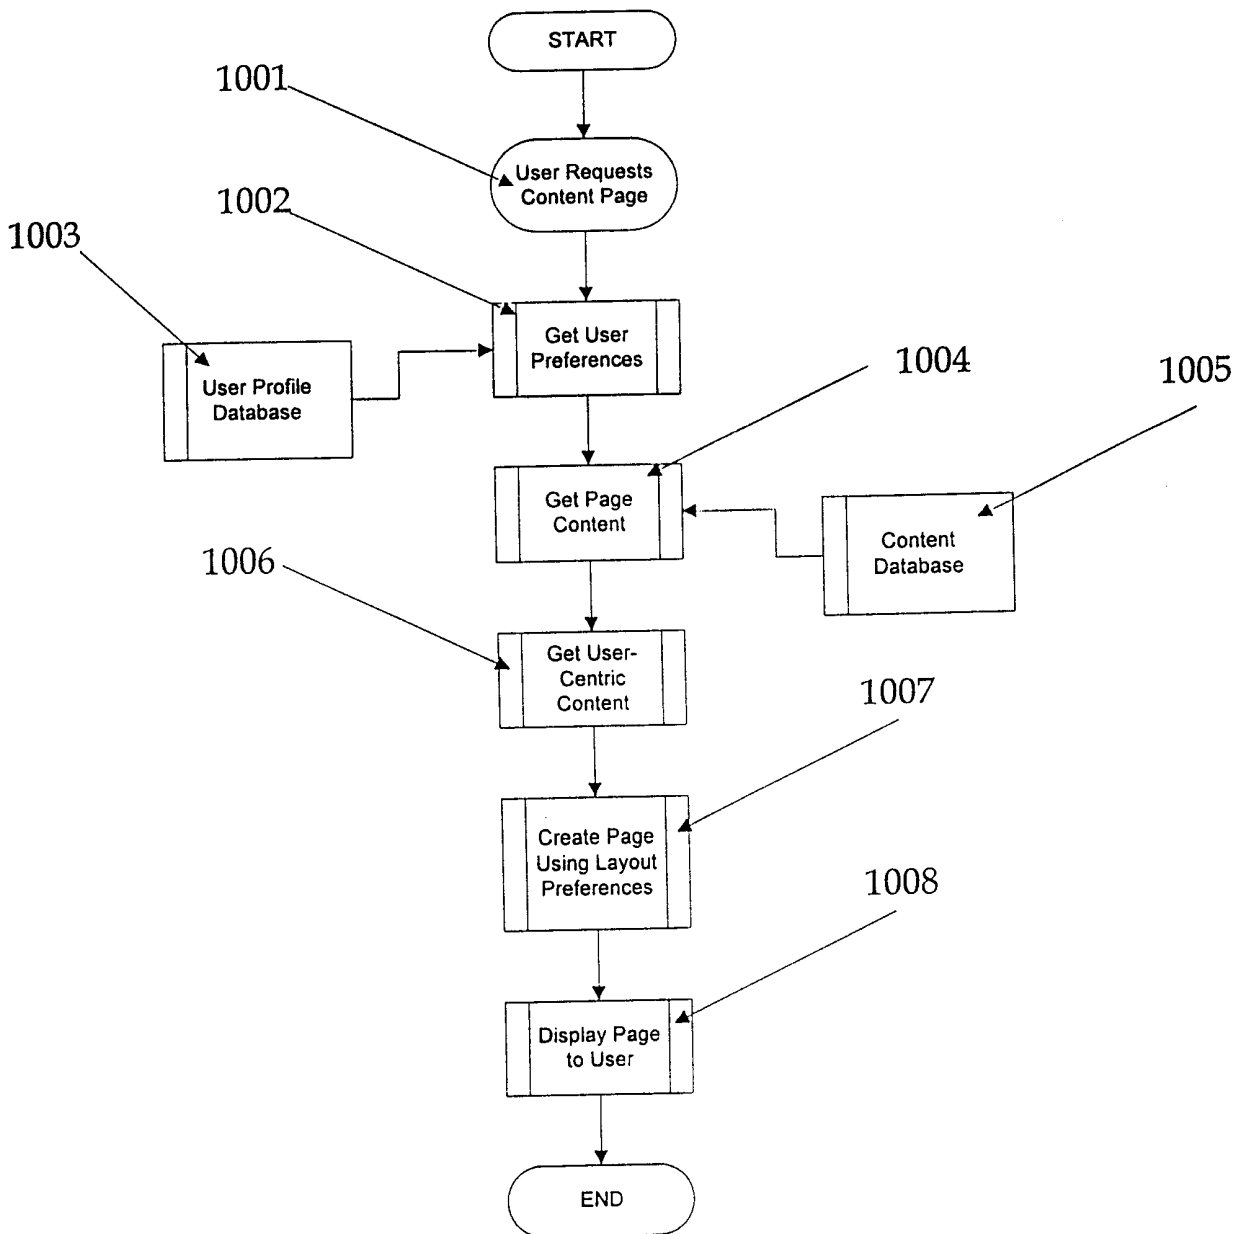 START
1001
User Requests
Content Page
1002
1003
Get User
Preferences
User Profile
Database
1004
1005
Get Page
Content
Content
Database
1006
Get User-
Centric
Content
1007
Create Page
Using Layout
Preferences
1008
Display Page
to User
END